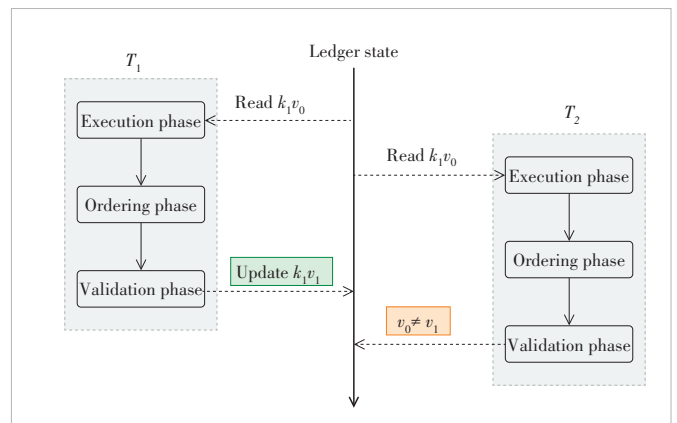 Ledger state
T₁
Read k₁v₀
Execution phase
T₂
Read k₁v₀
Execution phase
Ordering phase
Ordering phase
Update k₁v₁
Validation phase
v₀≠ v₁
Validation phase